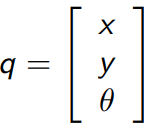 q = [ x
y
θ ]